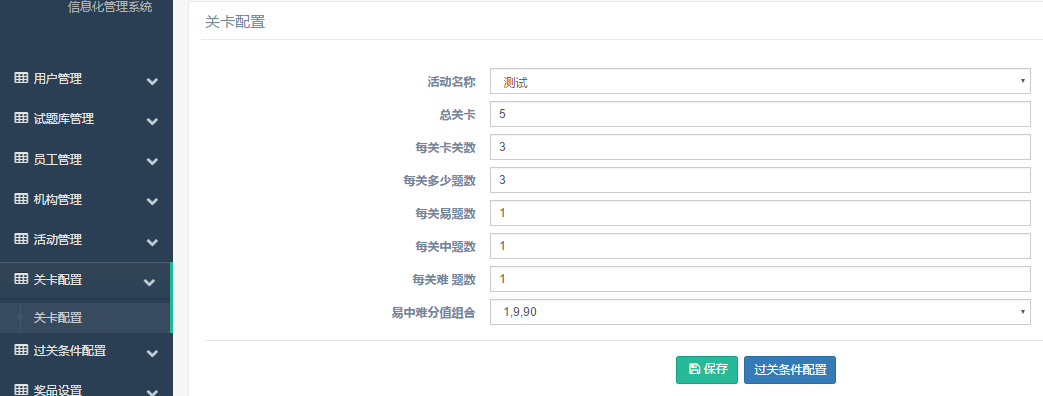 信息化管理系统
用户管理
试题库管理
员工管理
机构管理
活动管理
关卡配置
关卡配置
过关条件配置
奖品设置
关卡配置
活动名称 测试
总关卡 5
每关卡关数 3
每关多少题数 3
每关易题数 1
每关中题数 1
每关难 题数 1
易中难分值组合 1,9,90
保存 过关条件配置